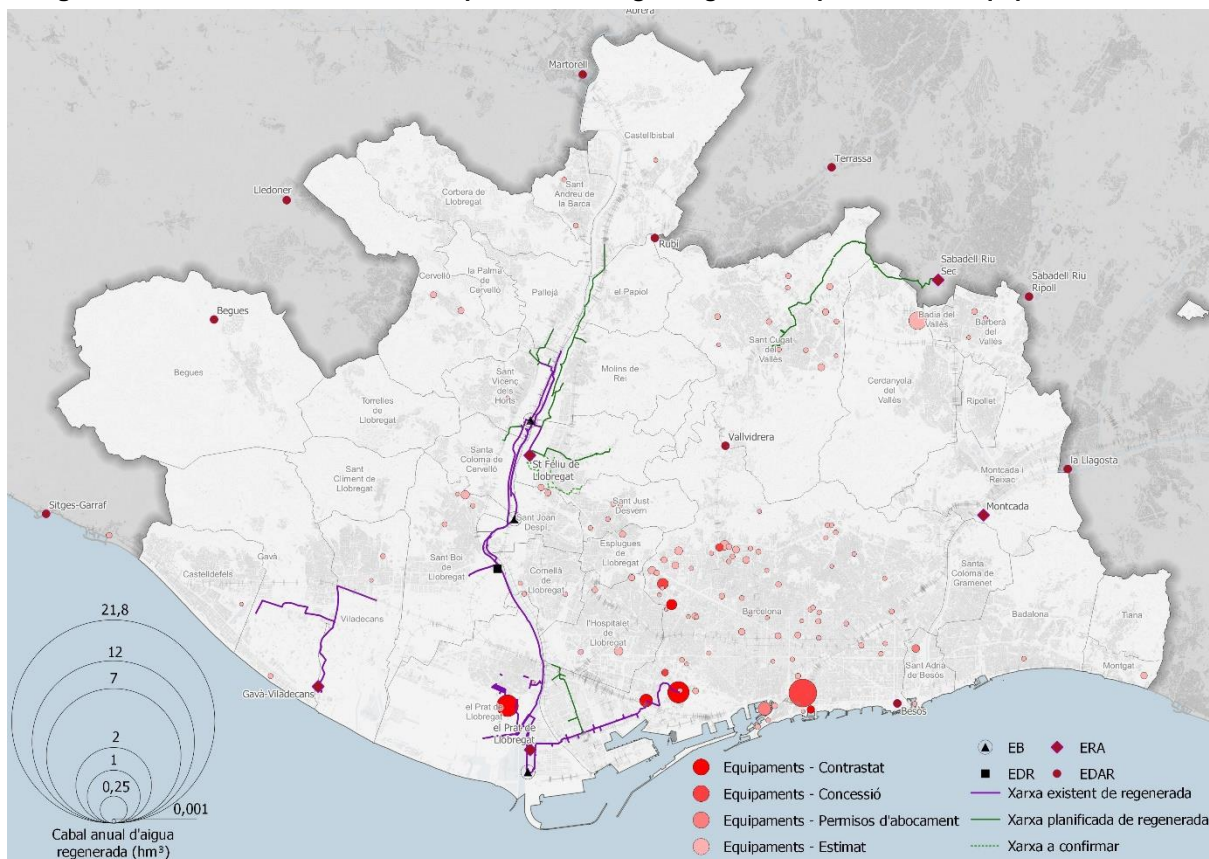 Abrera
Martorell
Castellbisbal
Terrassa
Lledoner
Corbera de
Llobregat
Sant
Andreu de
la Barca
Rubí
Cervelló
la Palma
de
Cervelló
Pallejà
el Papiol
Sabadell Riu
Sec
Sabadell Riu
Ripoll
Begues
Begues
Badia del
Vallès
Barberà
del
Vallès
Sant Cugat
del
Vallès
Sant
Vicenç
dels
Horts
Molins de
Rei
Cerdanyola
del
Vallès
Ripollet
Torrelles
de
Llobregat
Vallvidrera
Santa
Coloma de
Cervelló
St Feliu de
Llobregat
la Llagosta
Sant
Climent de
Llobregat
Montcada i
Reixac
Montcada
Sitges-Garraf
Sant Just
Desvern
Sant Joan
Despí
Gavà
Castelldefels
Sant Boi
de
Llobregat
Esplugues
de
Llobregat
Cornellà
de
Llobregat
Santa
Coloma de
Gramenet
Viladecans
Barcelona
Badalona
Tiana
l'Hospitalet
de
Llobregat
Sant Adrià
de Besòs
Montgat
Gavà-Viladecans
el Prat de
Llobregat
el Prat de
Llobregat
Besòs
21,8
12
7
2
1
0,25
0,001
Cabal anual d'aigua
regenerada (hm³)
Equipaments - Contrastat
Equipaments - Concessió
Equipaments - Permisos d'abocament
Equipaments - Estimat
EB
ERA
EDR
EDAR
Xarxa existent de regenerada
Xarxa planificada de regenerada
Xarxa a confirmar